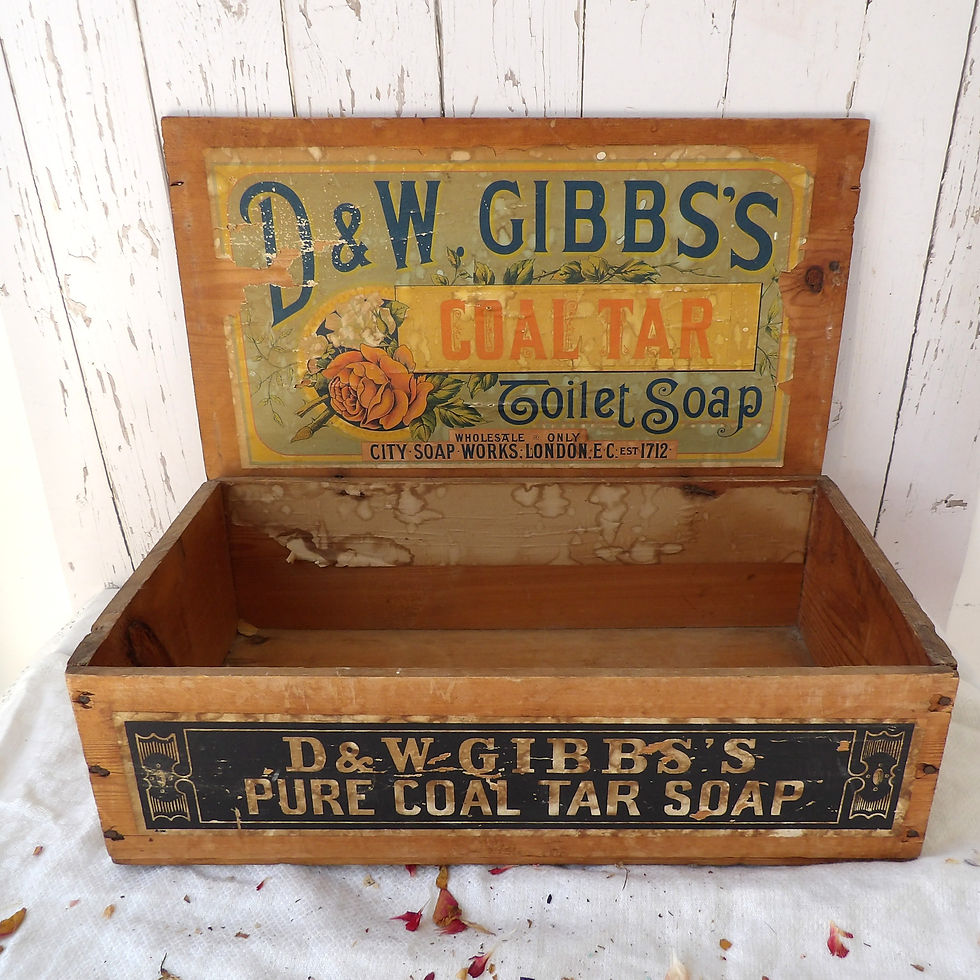 D & W. GIBBS'S
COAL TAR
Toilet Soap
WHOLESALE ONLY
CITY·SOAP·WORKS: LONDON. E.C. EST 1712
D & W GIBBS'S
PURE COAL TAR SOAP